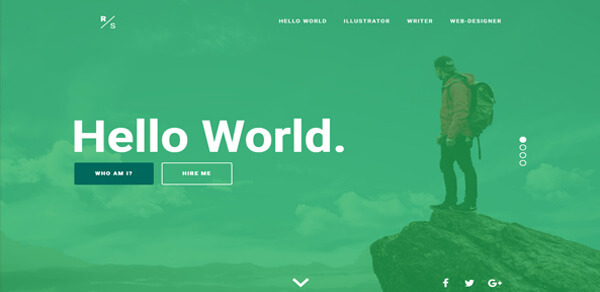 R
S
HELLO WORLD ILLUSTRATOR WRITER WEB-DESIGNER
Hello World.
WHO AM I? HIRE ME
f G+